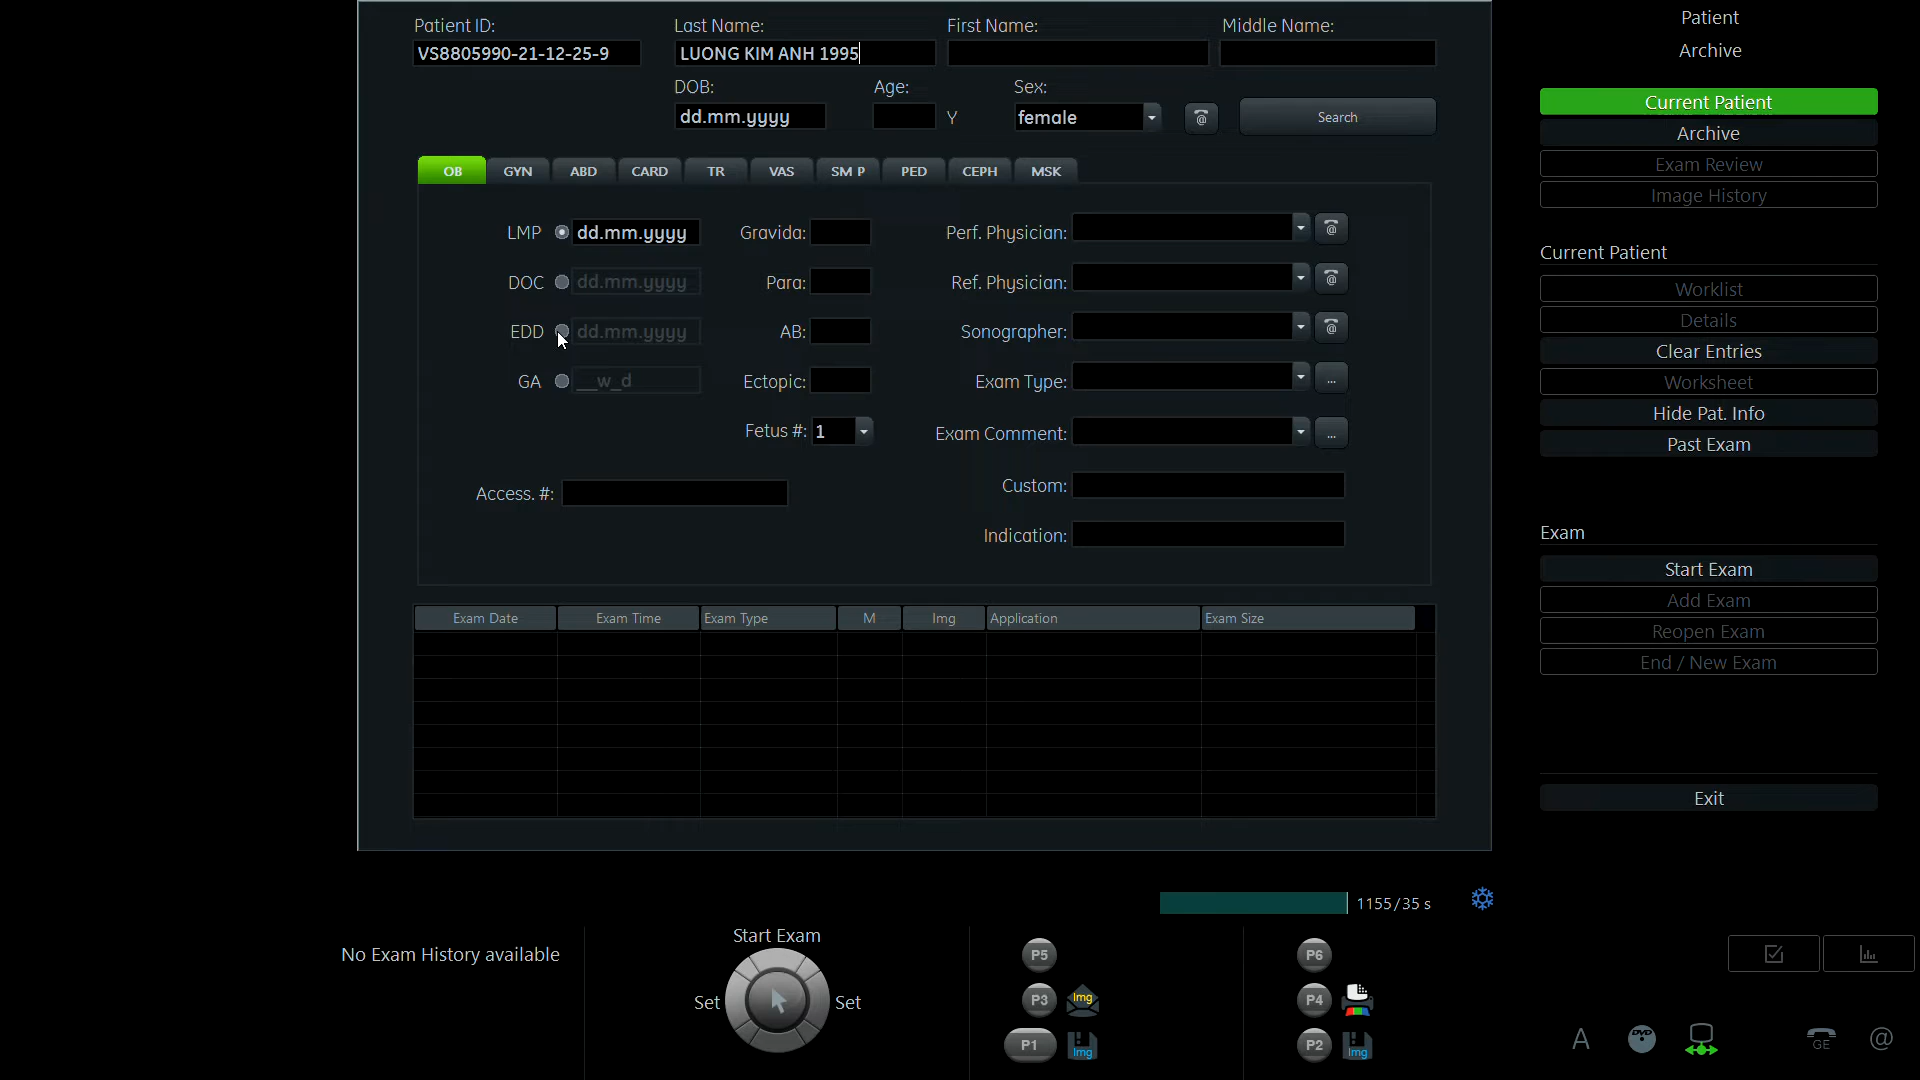 Patient ID: Last Name: First Name: Middle Name:
VS8805990-21-12-25-9 LUONG KIM ANH 1995
DOB: Age: Sex:
dd.mm.yyyy Y female @ Search
OB GYN ABD CARD TR VAS SM P PED CEPH MSK
LMP dd.mm.yyyy Gravida: Perf. Physician: @
DOC dd.mm.yyyy Para: Ref. Physician: @
EDD dd.mm.yyyy AB: Sonographer: @
GA __w_d Ectopic: Exam Type: ...
Fetus #: 1 Exam Comment: ...
Access. #: Custom:
Indication:
Exam Date Exam Time Exam Type M Img Application Exam Size
Patient
Archive
Current Patient
Archive
Exam Review
Image History
Current Patient
Worklist
Details
Clear Entries
Worksheet
Hide Pat. Info
Past Exam
Exam
Start Exam
Add Exam
Reopen Exam
End / New Exam
Exit
1155/35 s
No Exam History available
Start Exam
Set Set
P5 P6
P3 Img P4
P1 Img P2 Img
A DVD GE @